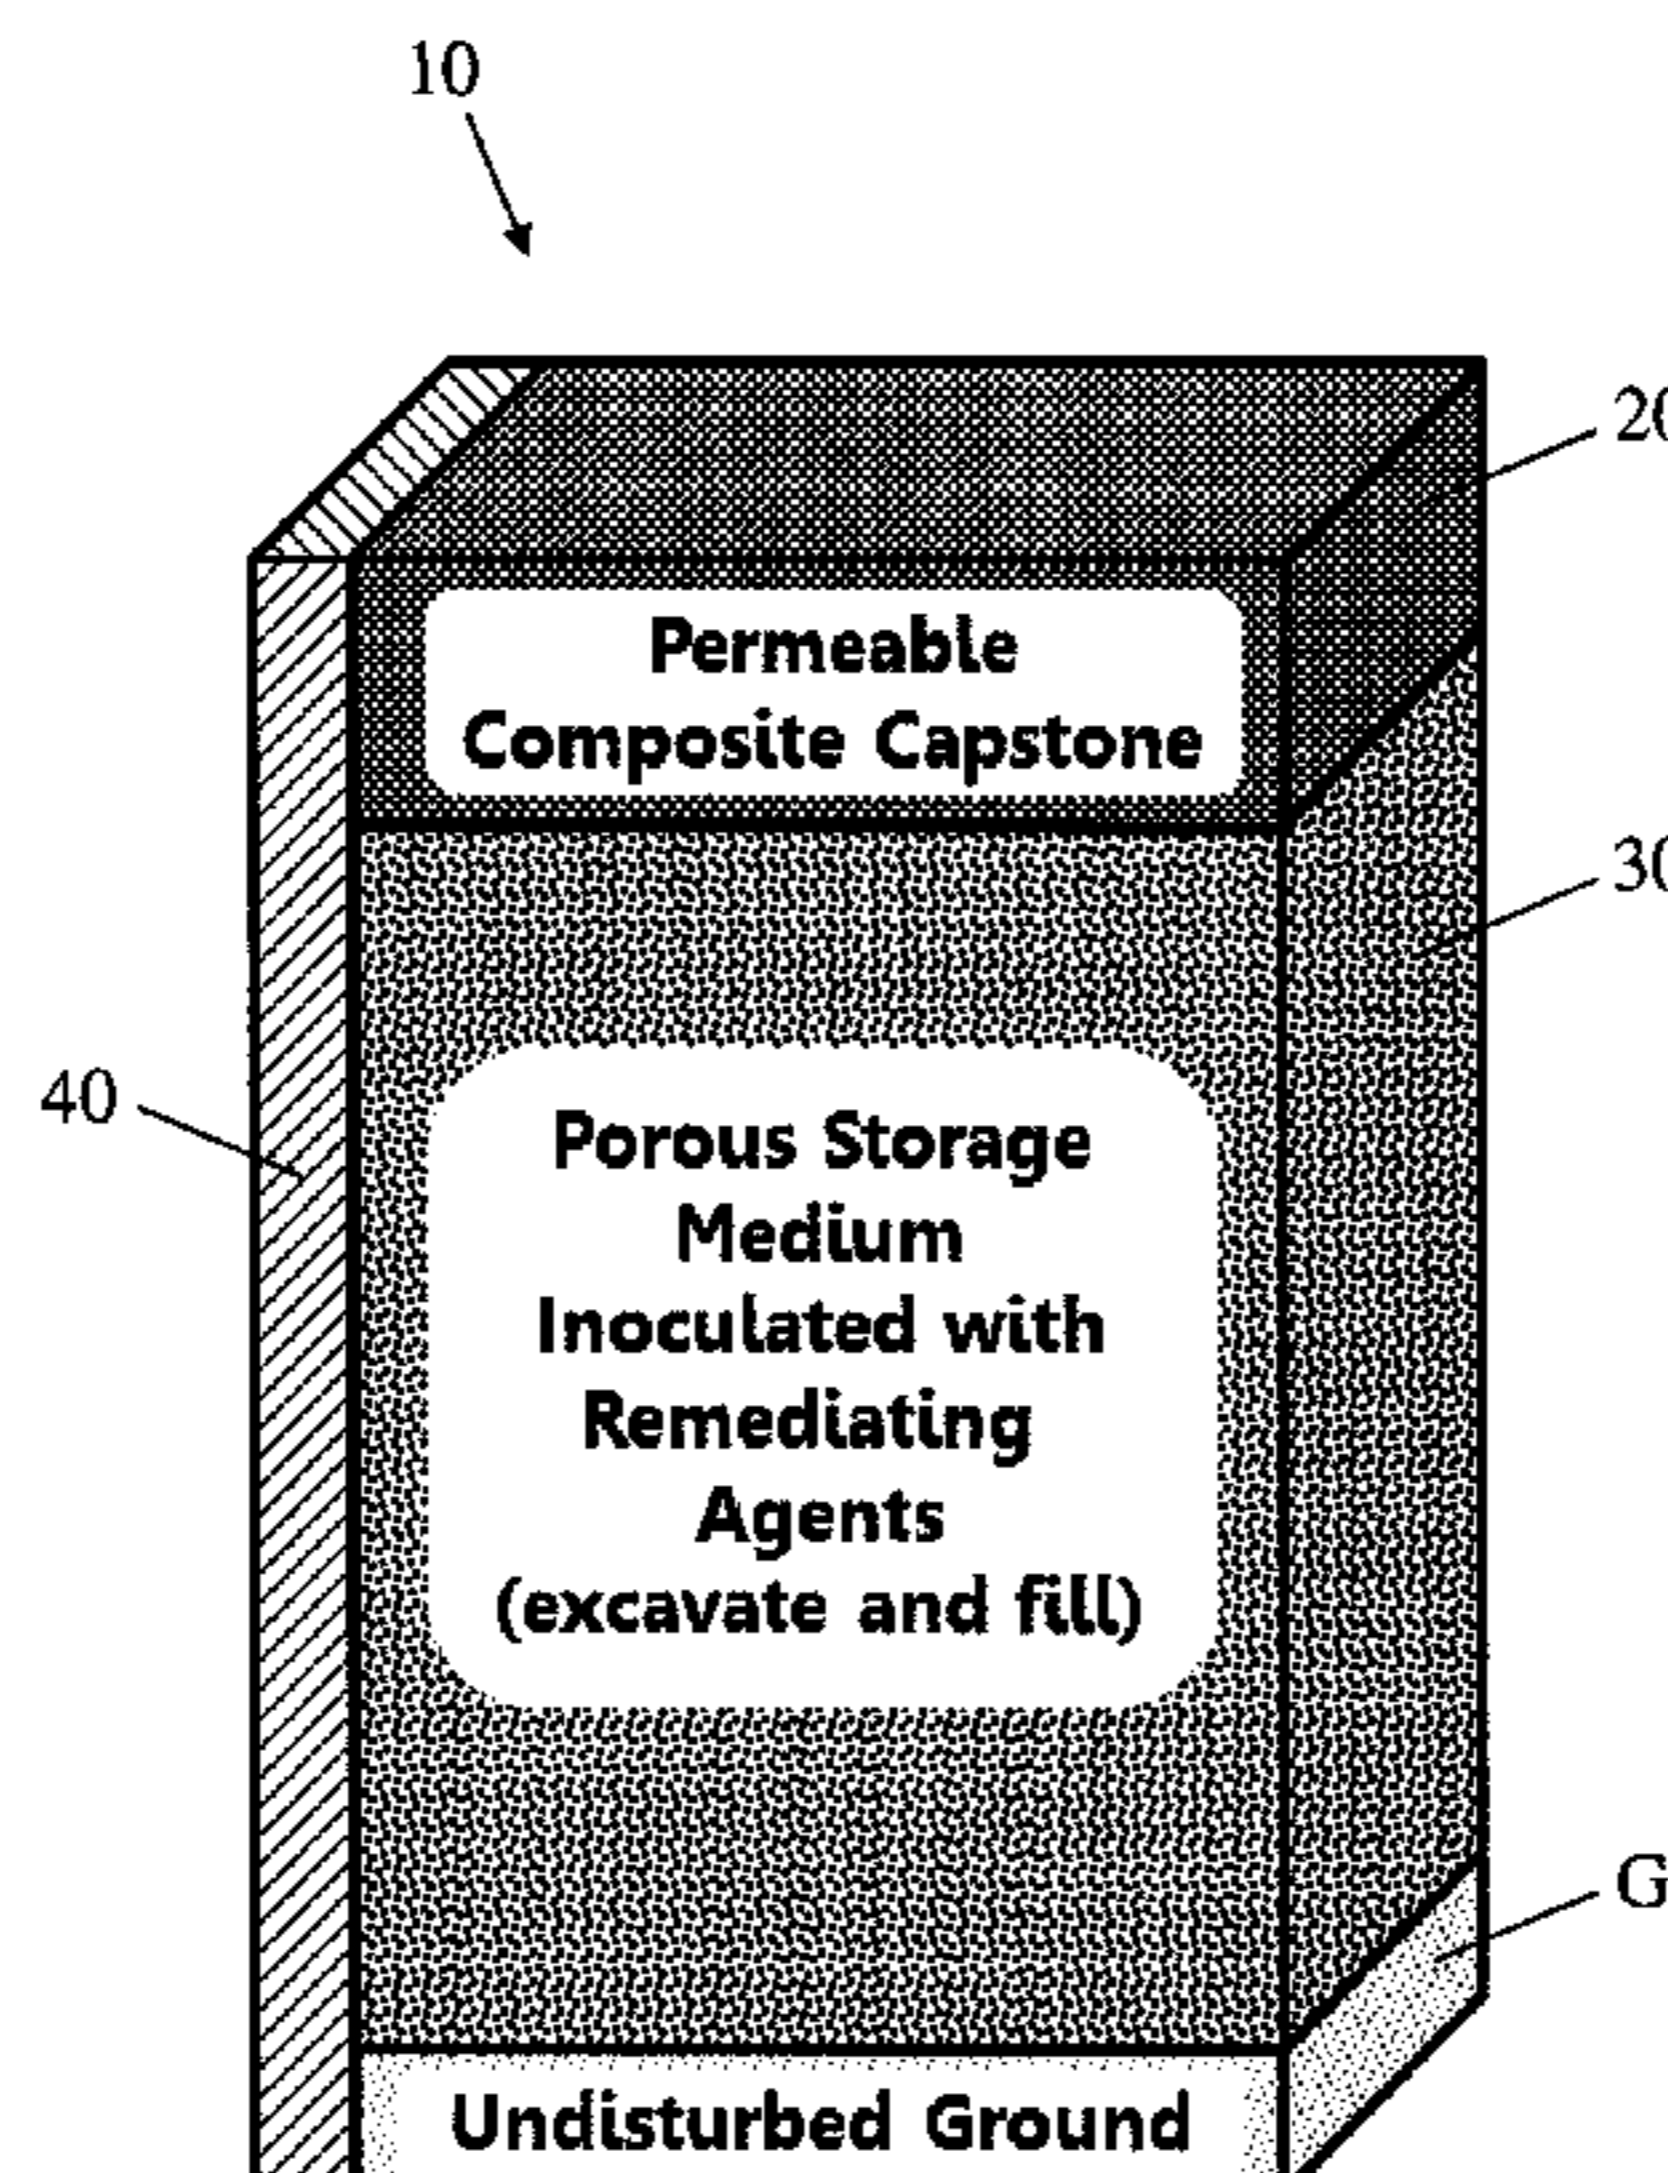 10
20
Permeable
Composite Capstone
30
40
Porous Storage
Medium
Inoculated with
Remediating
Agents
(excavate and fill)
G
Undisturbed Ground